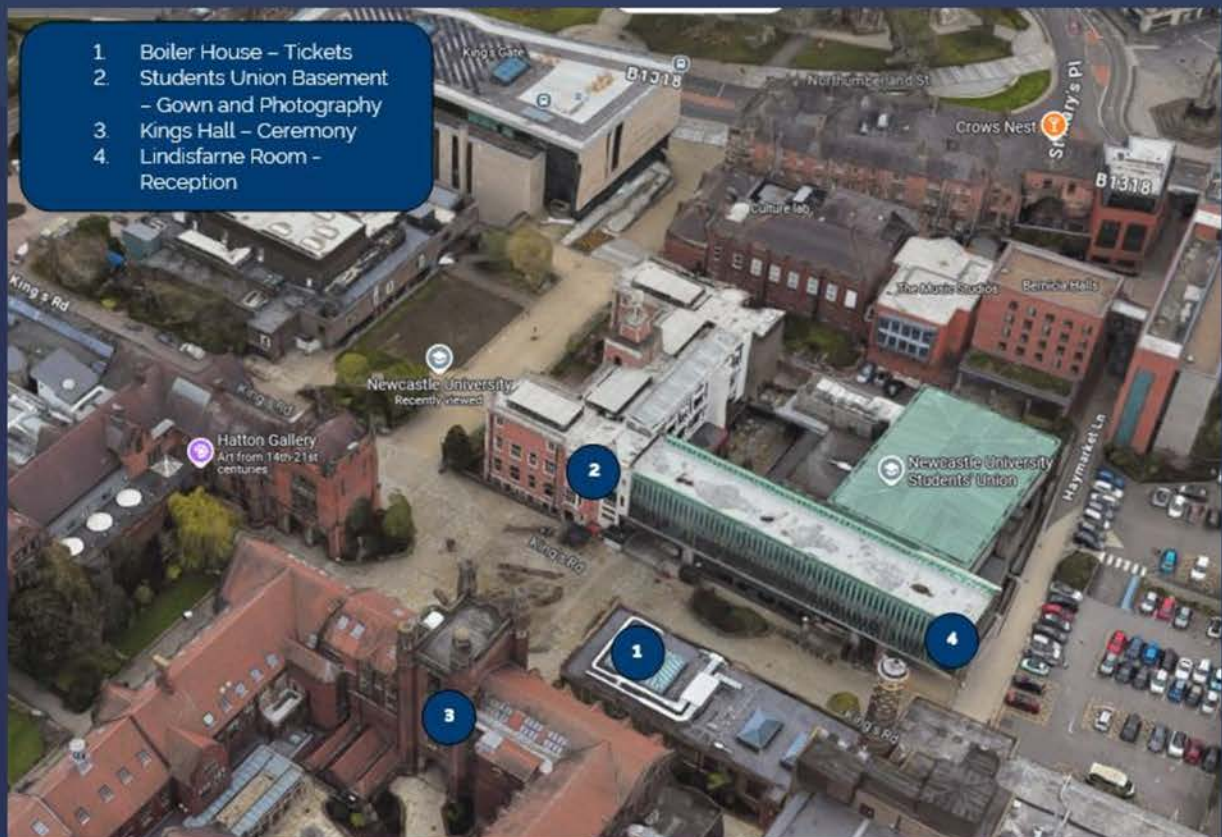 1. Boiler House – Tickets
2. Students Union Basement
– Gown and Photography
3. Kings Hall – Ceremony
4. Lindisfarne Room -
Reception
King's Gate
B1318
Northumberland St
Crows Nest
St Mary's Pl
B1318
Culture lab
The Music Studios
Bernicia Halls
King's Rd
Newcastle University
Recently viewed
King's Rd
Hatton Gallery
Art from 14th-21st
centuries
2
Newcastle University
Students' Union
Haymarket Ln
King's Rd
1
4
3
King's Rd